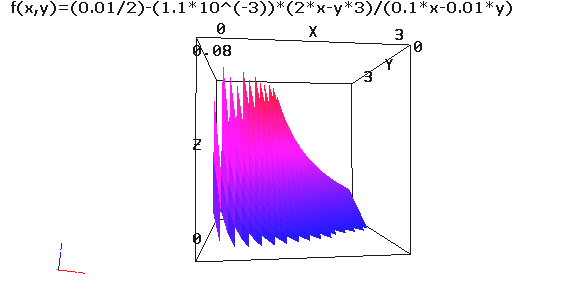 f(x,y)=(0.01/2)-(1.1*10^(-3))*(2*x-y*3)/(0.1*x-0.01*y)
0 X 3 0
0.08 3 Y
Z
0